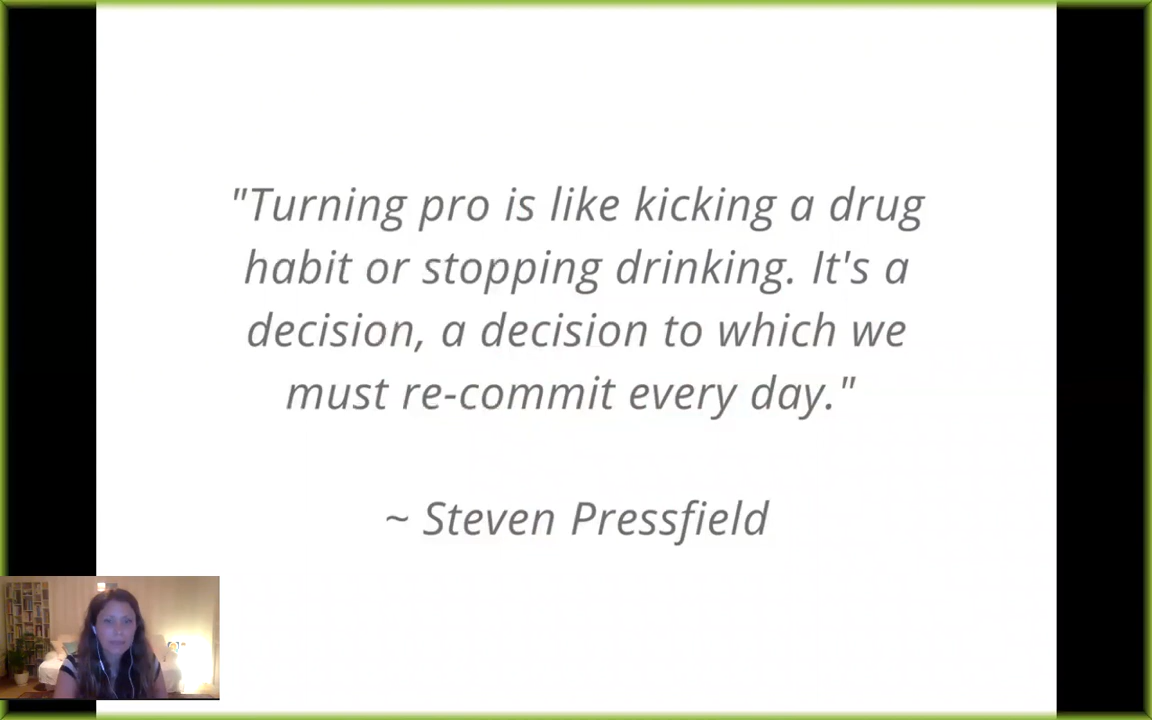 "Turning pro is like kicking a drug
habit or stopping drinking. It's a
decision, a decision to which we
must re-commit every day."
~ Steven Pressfield